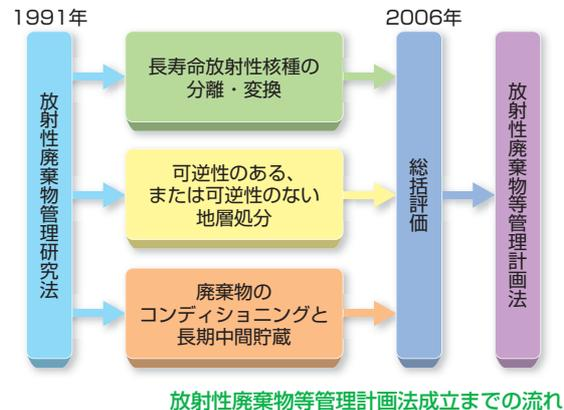 1991年
2006年
放射性廃棄物管理研究法
長寿命放射性核種の
分離・変換
可逆性のある、
または可逆性のない
地層処分
廃棄物の
コンディショニングと
長期中間貯蔵
総括評価
放射性廃棄物等管理計画法
放射性廃棄物等管理計画法成立までの流れ